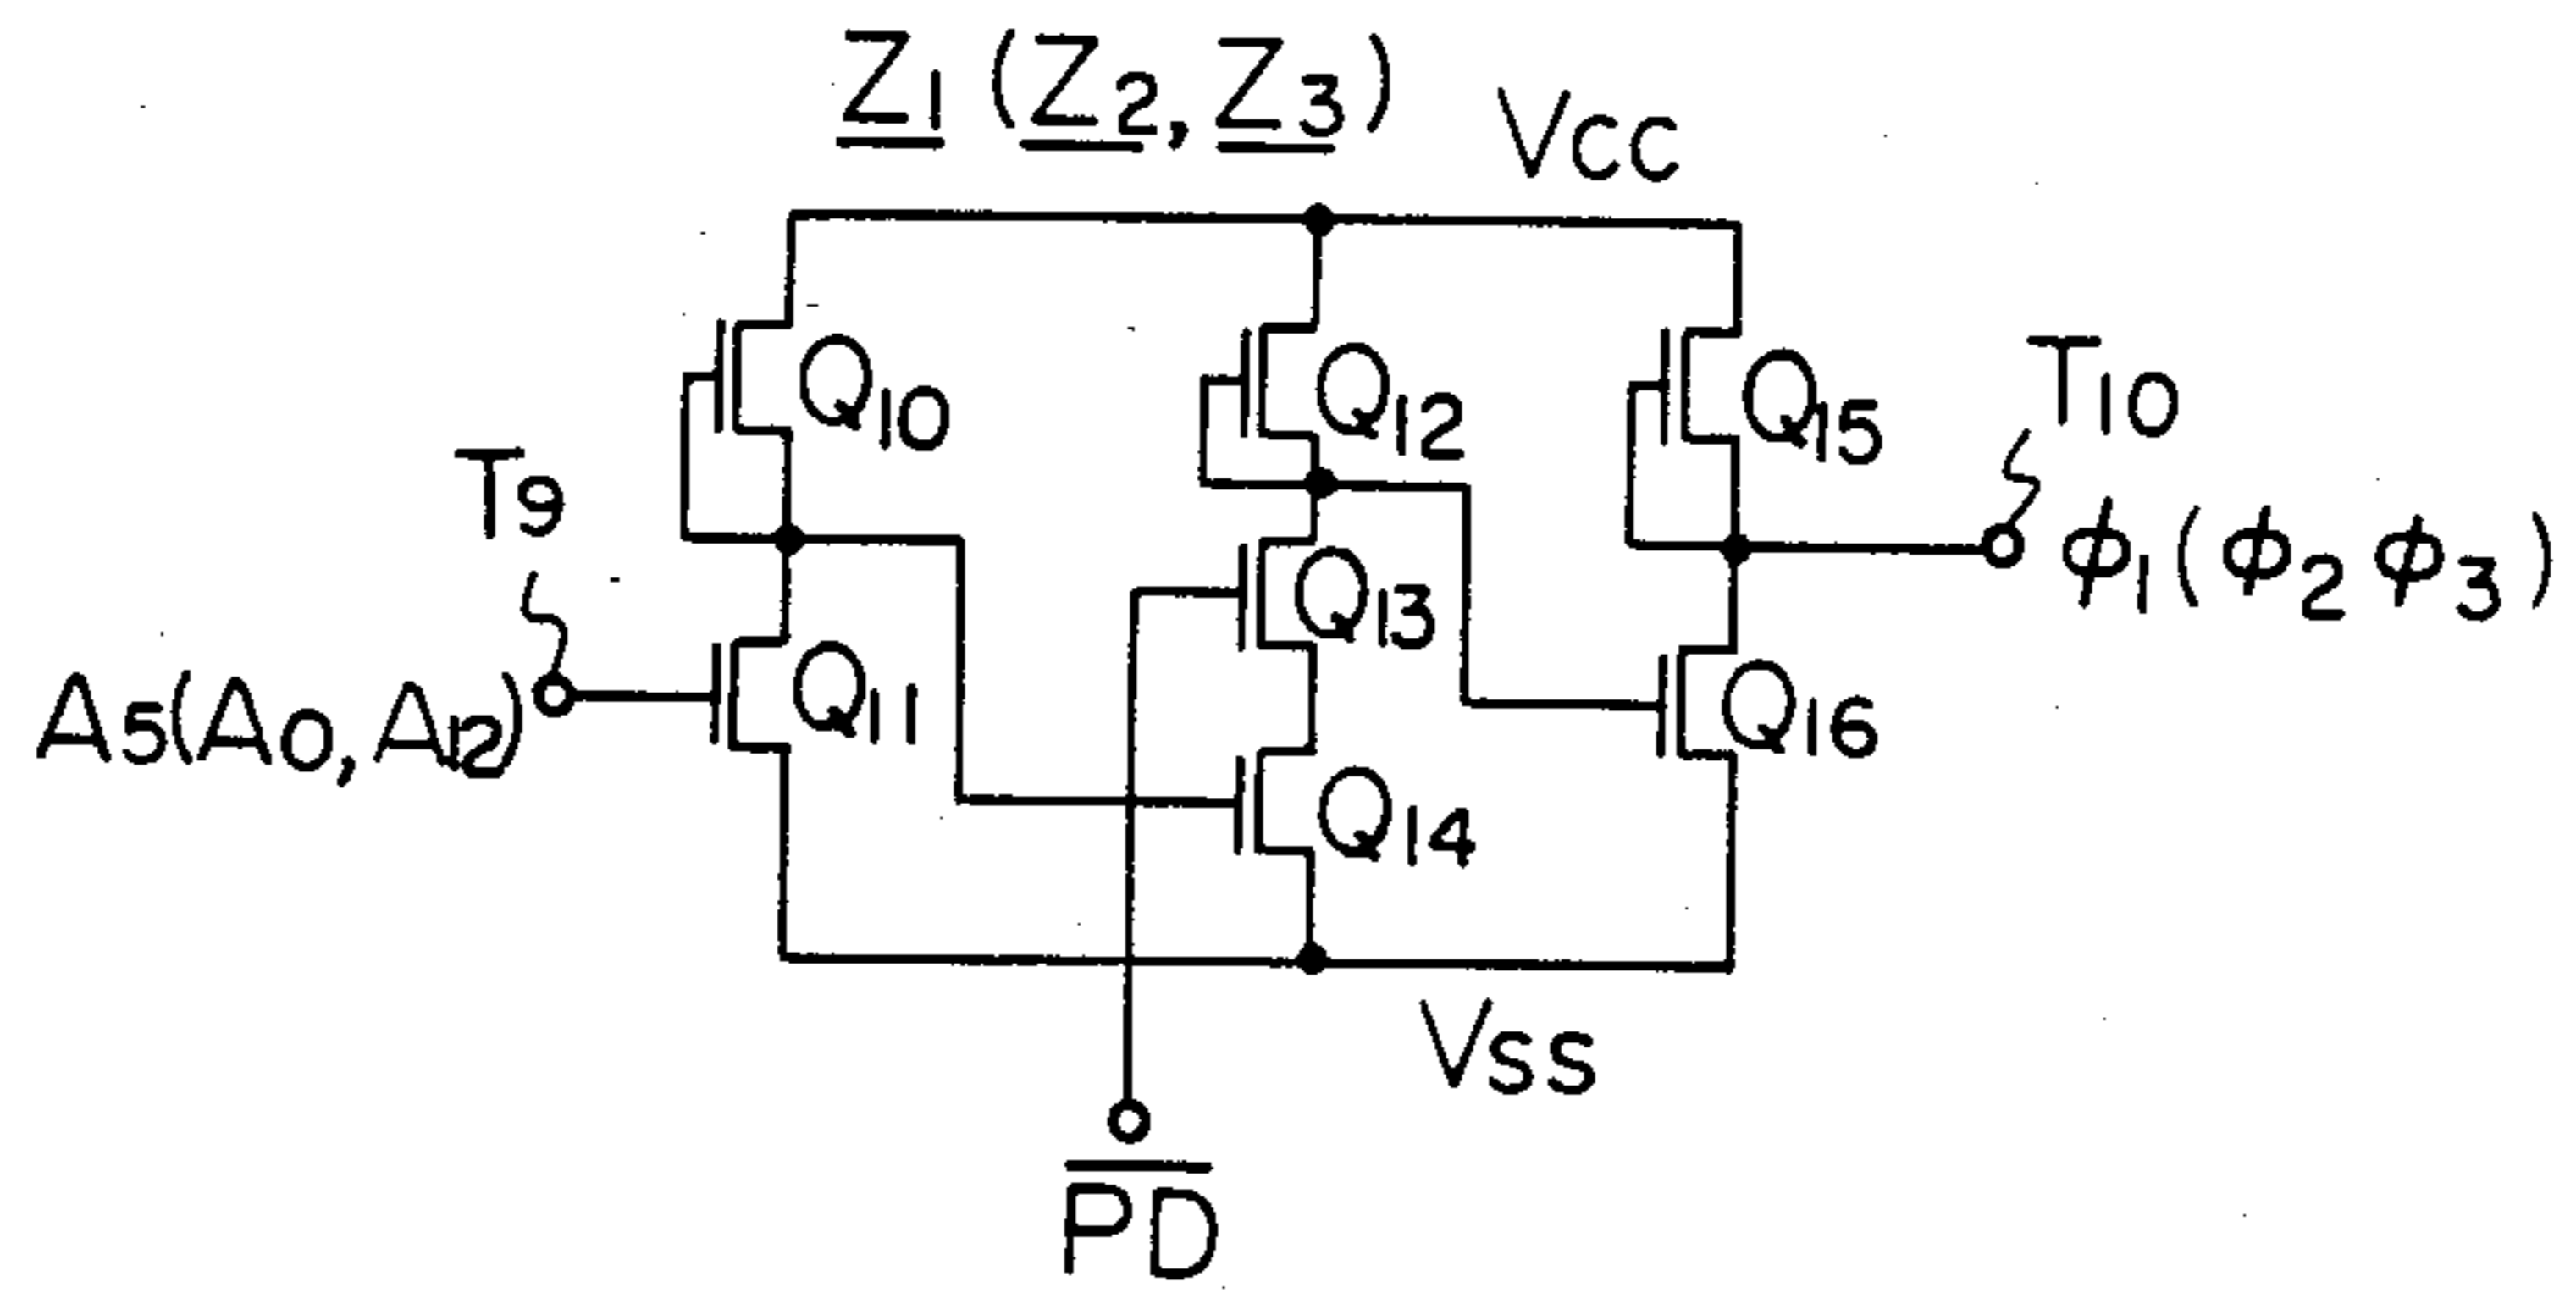 Z1 (Z2, Z3)
VCC
Q10
Q12
Q15
T10
T9
φ1(φ2 φ3)
Q13
Q11
A5(A0, A12)
Q16
Q14
VSS
P̅D̅